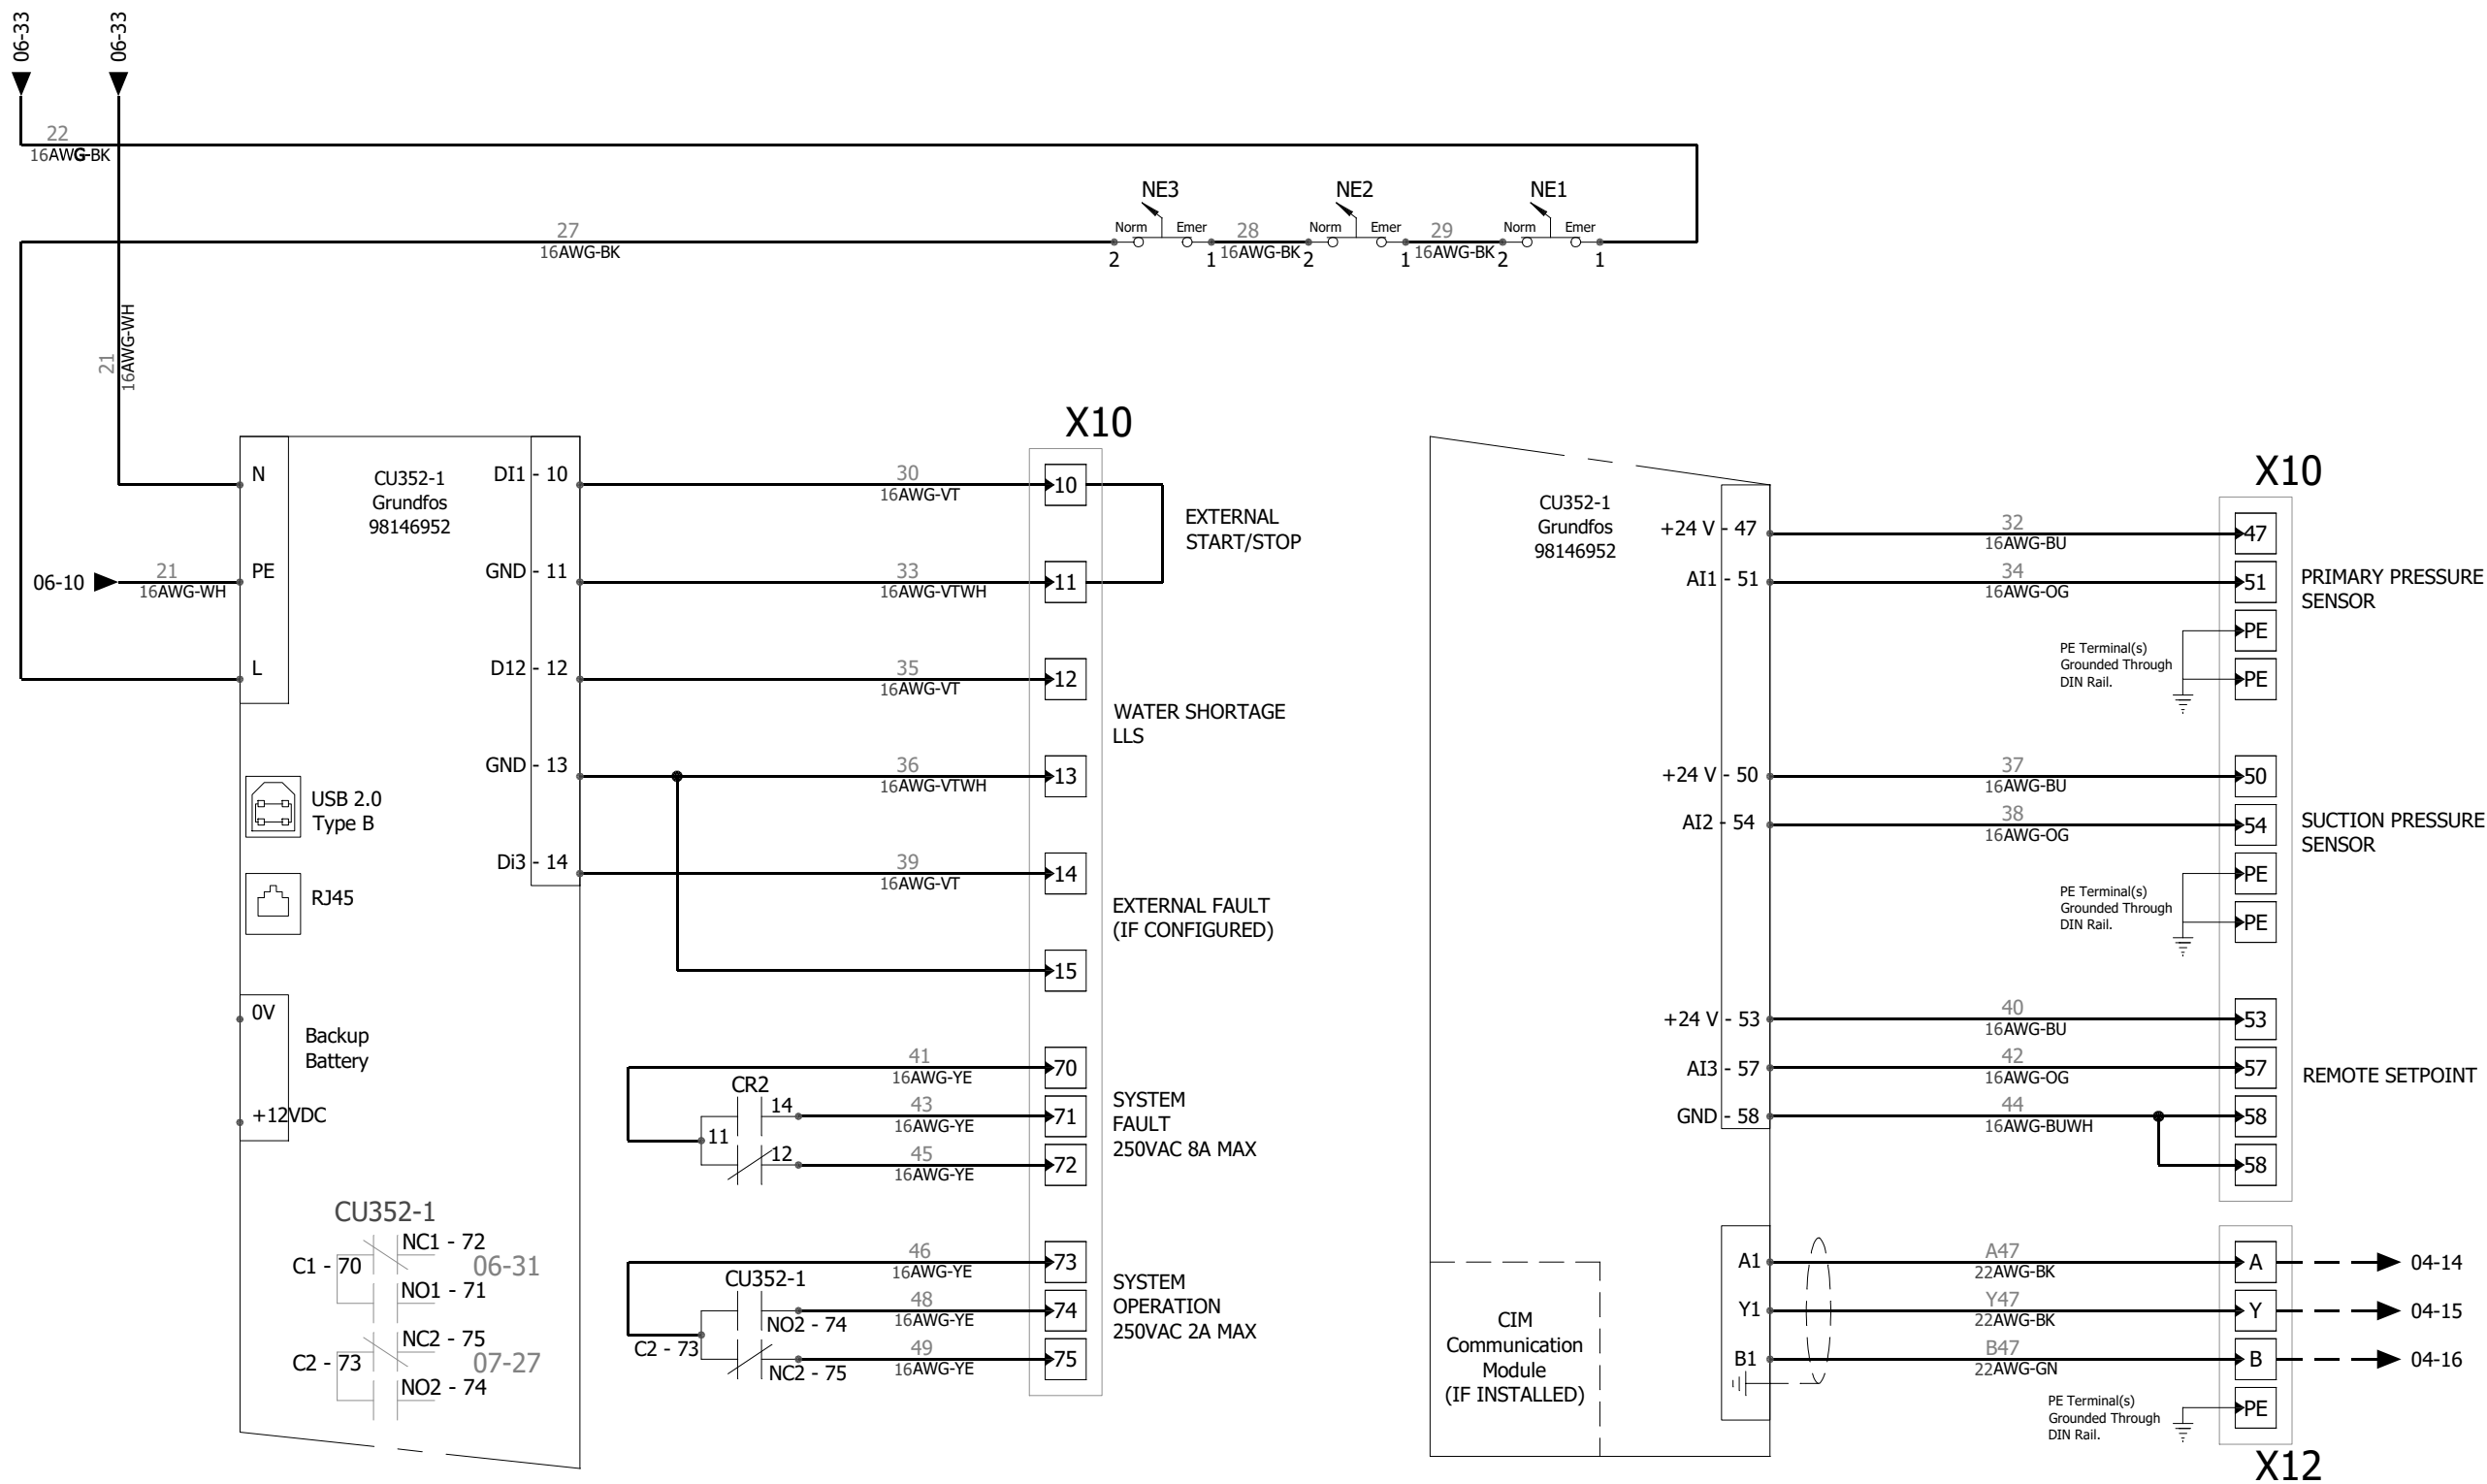 06-33
06-33
22
16AWG-BK
NE3
NE2
NE1
Norm Emer
Norm Emer
Norm Emer
27
16AWG-BK
28
16AWG-BK
29
16AWG-BK
2
1
2
1
2
1
21
16AWG-WH
X10
N
CU352-1
Grundfos
98146952
DI1 - 10
30
16AWG-VT
10
EXTERNAL
START/STOP
06-10
21
16AWG-WH
PE
GND - 11
33
16AWG-VTWH
11
L
D12 - 12
35
16AWG-VT
12
WATER SHORTAGE
LLS
GND - 13
36
16AWG-VTWH
13
USB 2.0
Type B
Di3 - 14
39
16AWG-VT
14
RJ45
EXTERNAL FAULT
(IF CONFIGURED)
15
0V
Backup
Battery
+12VDC
41
16AWG-YE
70
CR2
14
43
16AWG-YE
71
11
12
45
16AWG-YE
72
SYSTEM
FAULT
250VAC 8A MAX
CU352-1
NC1 - 72
C1 - 70
06-31
NO1 - 71
NC2 - 75
C2 - 73
07-27
NO2 - 74
46
16AWG-YE
73
CU352-1
48
16AWG-YE
74
NO2 - 74
C2 - 73
49
16AWG-YE
75
NC2 - 75
SYSTEM
OPERATION
250VAC 2A MAX
X10
CU352-1
Grundfos
98146952
+24 V - 47
32
16AWG-BU
47
AI1 - 51
34
16AWG-OG
51
PRIMARY PRESSURE
SENSOR
PE
PE
PE Terminal(s)
Grounded Through
DIN Rail.
+24 V - 50
37
16AWG-BU
50
AI2 - 54
38
16AWG-OG
54
SUCTION PRESSURE
SENSOR
PE
PE
PE Terminal(s)
Grounded Through
DIN Rail.
+24 V - 53
40
16AWG-BU
53
AI3 - 57
42
16AWG-OG
57
REMOTE SETPOINT
GND - 58
44
16AWG-BUWH
58
58
A1
A47
22AWG-BK
A
04-14
Y1
Y47
22AWG-BK
Y
04-15
B1
B47
22AWG-GN
B
04-16
CIM
Communication
Module
(IF INSTALLED)
PE Terminal(s)
Grounded Through
DIN Rail.
PE
X12